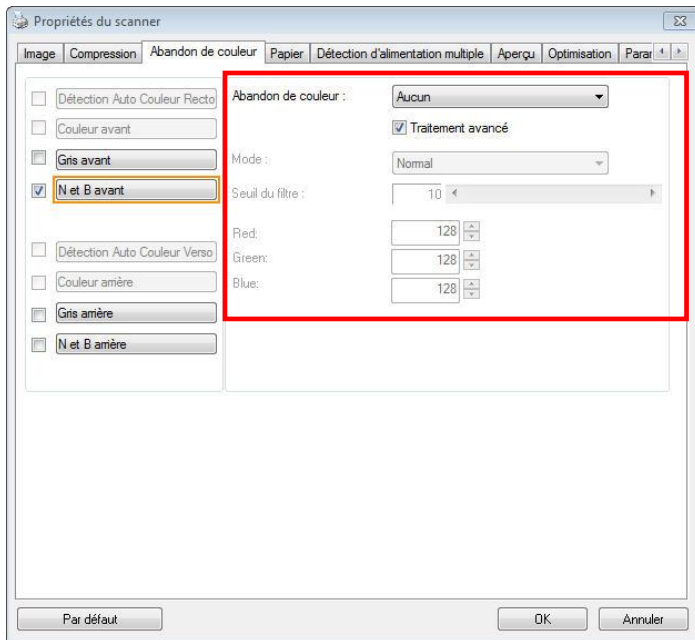 Propriétés du scanner
Image Compression Abandon de couleur Papier Détection d'alimentation multiple Aperçu Optimisation Parar
Détection Auto Couleur Recto
Couleur avant
Gris avant
N et B avant
Détection Auto Couleur Verso
Couleur arrière
Gris arrière
N et B arrière
Abandon de couleur : Aucun
Traitement avancé
Mode : Normal
Seuil du filtre : 10
Red: 128
Green: 128
Blue: 128
Par défaut OK Annuler